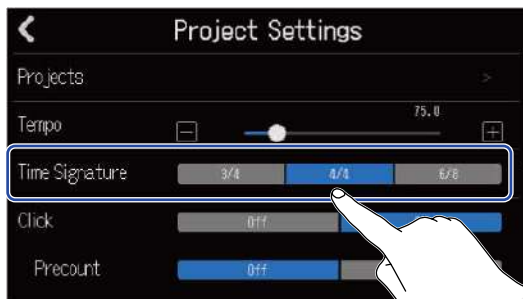 Project Settings
Projects >
Tempo 75.0
Time Signature 3/4 4/4 6/8
Click Off
Precount Off